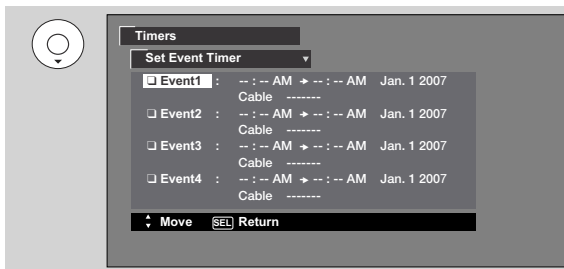 Timers
Set Event Timer ▼
❏ Event1 : -- : -- AM ➔ -- : -- AM Jan. 1 2007
Cable -------
❏ Event2 : -- : -- AM ➔ -- : -- AM Jan. 1 2007
Cable -------
❏ Event3 : -- : -- AM ➔ -- : -- AM Jan. 1 2007
Cable -------
❏ Event4 : -- : -- AM ➔ -- : -- AM Jan. 1 2007
Cable -------
Move SEL Return